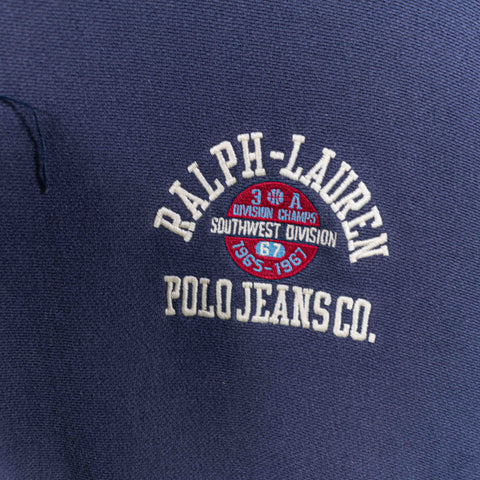 RALPH-LAUREN
3 A
DIVISION CHAMPS
SOUTHWEST DIVISION
67
1965-1967
POLO JEANS CO.